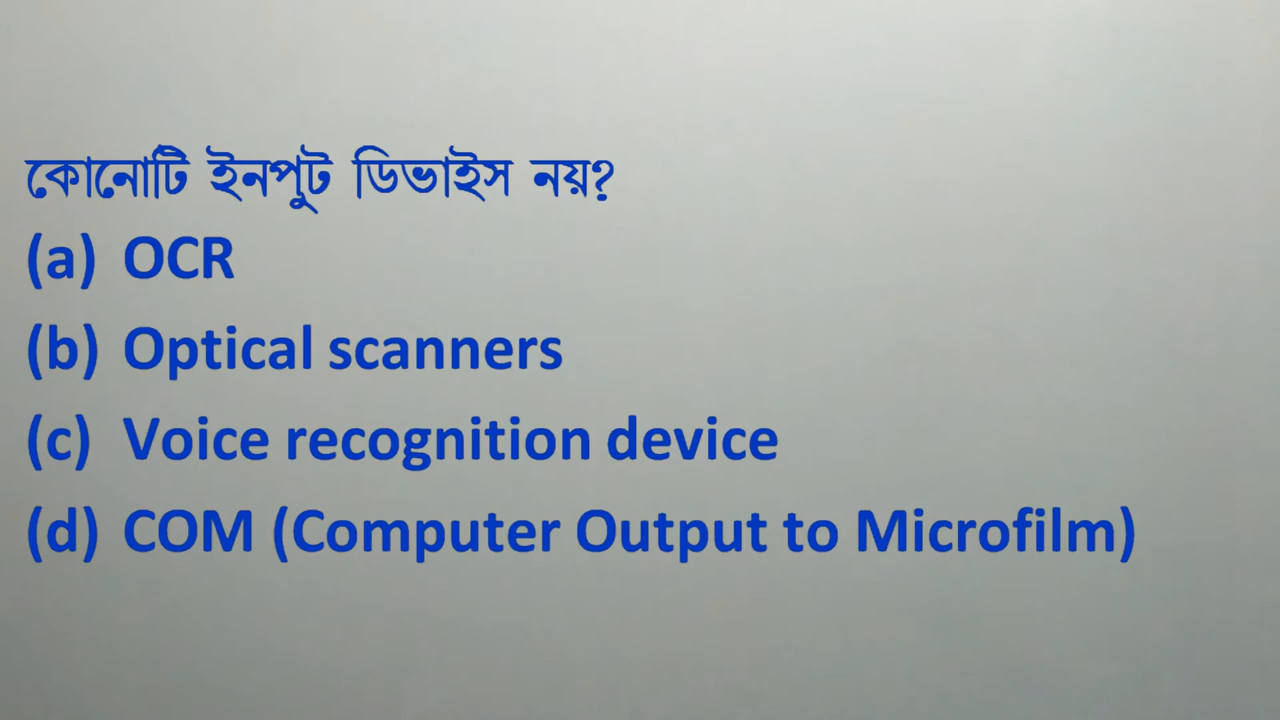 কোনোটি ইনপুট ডিভাইস নয়?
(a) OCR
(b) Optical scanners
(c) Voice recognition device
(d) COM (Computer Output to Microfilm)